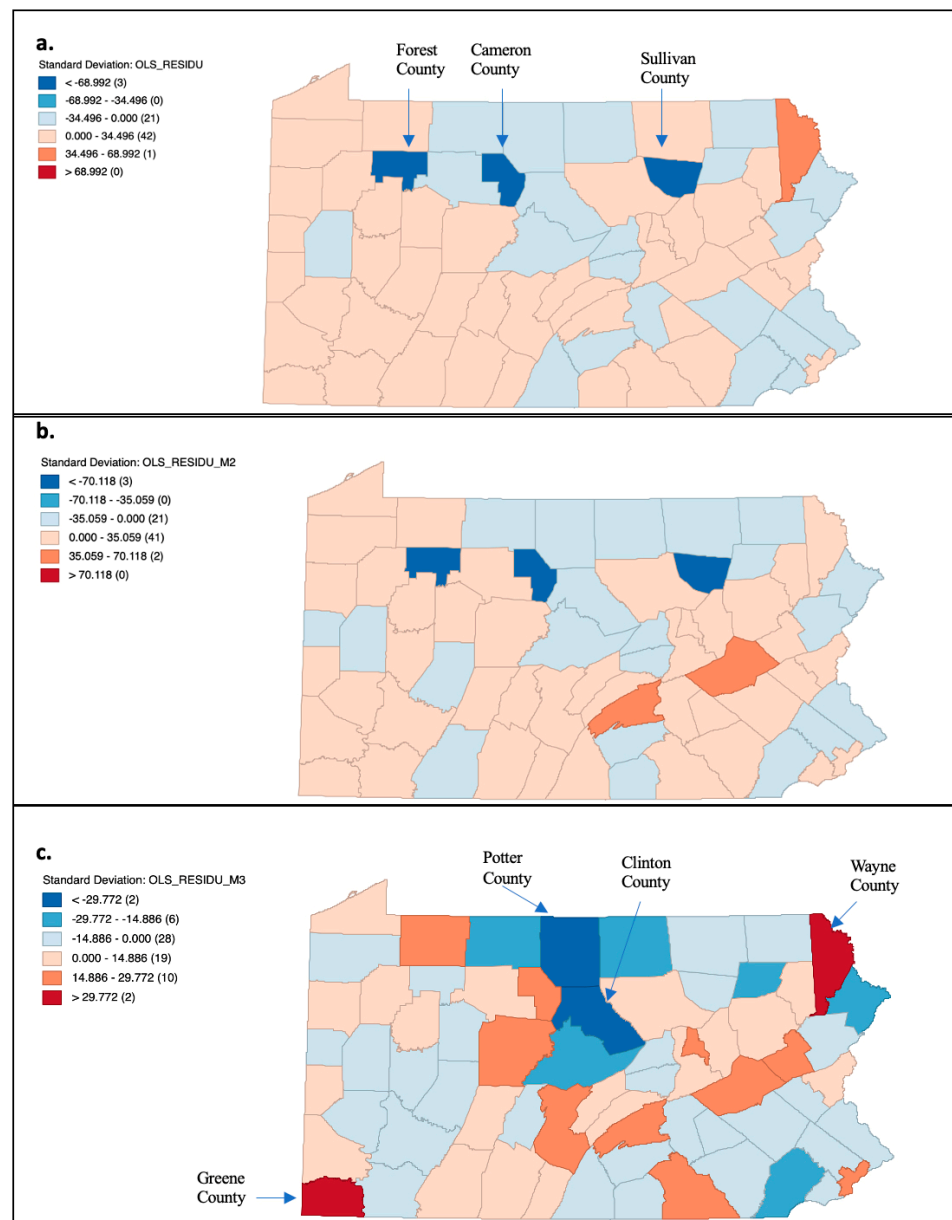 a.
Forest
County
Cameron
County
Sullivan
County
Standard Deviation: OLS_RESIDU
< -68.992 (3)
-68.992 - -34.496 (0)
-34.496 - 0.000 (21)
0.000 - 34.496 (42)
34.496 - 68.992 (1)
> 68.992 (0)
b.
Standard Deviation: OLS_RESIDU_M2
< -70.118 (3)
-70.118 - -35.059 (0)
-35.059 - 0.000 (21)
0.000 - 35.059 (41)
35.059 - 70.118 (2)
> 70.118 (0)
c.
Potter
County
Clinton
County
Wayne
County
Standard Deviation: OLS_RESIDU_M3
< -29.772 (2)
-29.772 - -14.886 (6)
-14.886 - 0.000 (28)
0.000 - 14.886 (19)
14.886 - 29.772 (10)
> 29.772 (2)
Greene
County